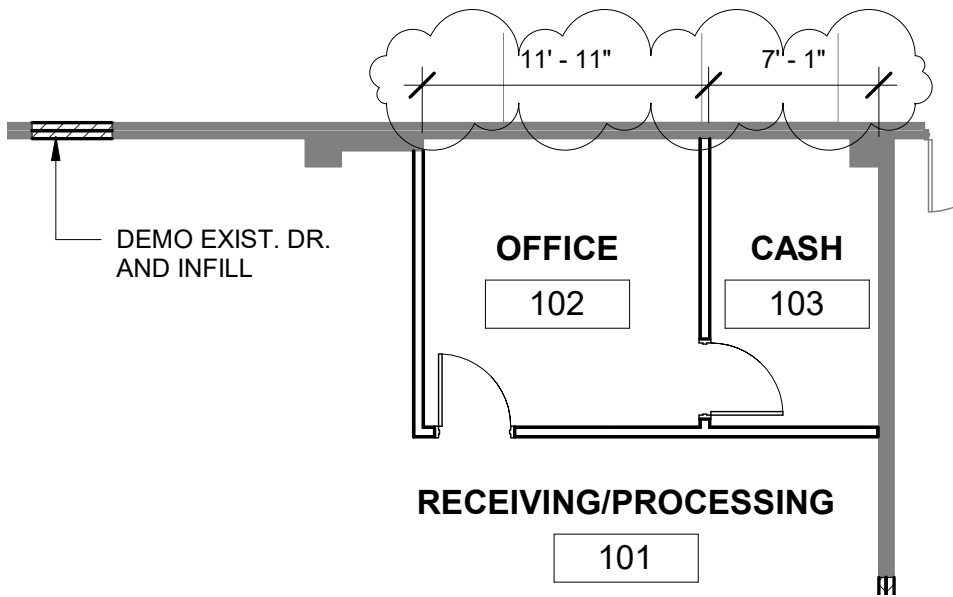 11' - 11"
7' - 1"
DEMO EXIST. DR.
AND INFILL
OFFICE
102
CASH
103
RECEIVING/PROCESSING
101